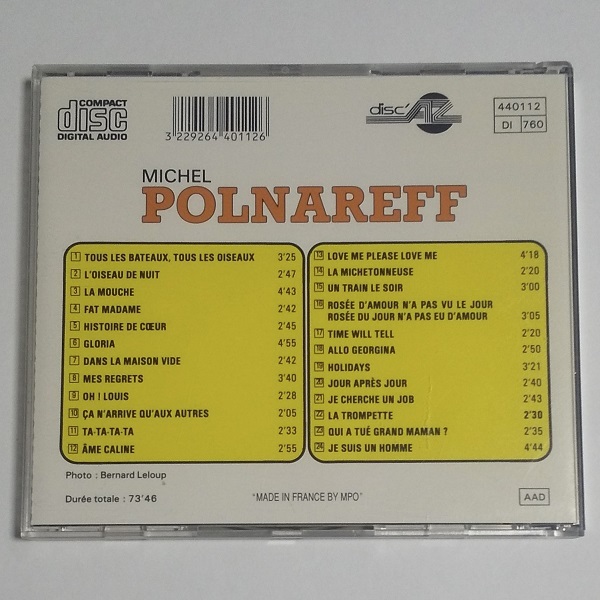 COMPACT
disc
DIGITAL AUDIO
3 229264 401126
disc'AZ
440112
DI 760
MICHEL
POLNAREFF
1 TOUS LES BATEAUX, TOUS LES OISEAUX 3'25
2 L'OISEAU DE NUIT 2'47
3 LA MOUCHE 4'43
4 FAT MADAME 2'42
5 HISTOIRE DE CŒUR 2'45
6 GLORIA 4'55
7 DANS LA MAISON VIDE 2'42
8 MES REGRETS 3'40
9 OH ! LOUIS 2'28
10 ÇA N'ARRIVE QU'AUX AUTRES 2'05
11 TA-TA-TA-TA 2'33
12 ÂME CALINE 2'55
13 LOVE ME PLEASE LOVE ME 4'18
14 LA MICHETONNEUSE 2'20
15 UN TRAIN LE SOIR 3'00
16 ROSÉE D'AMOUR N'A PAS VU LE JOUR
ROSÉE DU JOUR N'A PAS EU D'AMOUR 3'05
17 TIME WILL TELL 2'20
18 ALLO GEORGINA 2'50
19 HOLIDAYS 3'21
20 JOUR APRÈS JOUR 2'40
21 JE CHERCHE UN JOB 2'43
22 LA TROMPETTE 2'30
23 QUI A TUÉ GRAND MAMAN ? 2'35
24 JE SUIS UN HOMME 4'44
Photo : Bernard Leloup
Durée totale : 73'46
"MADE IN FRANCE BY MPO"
AAD